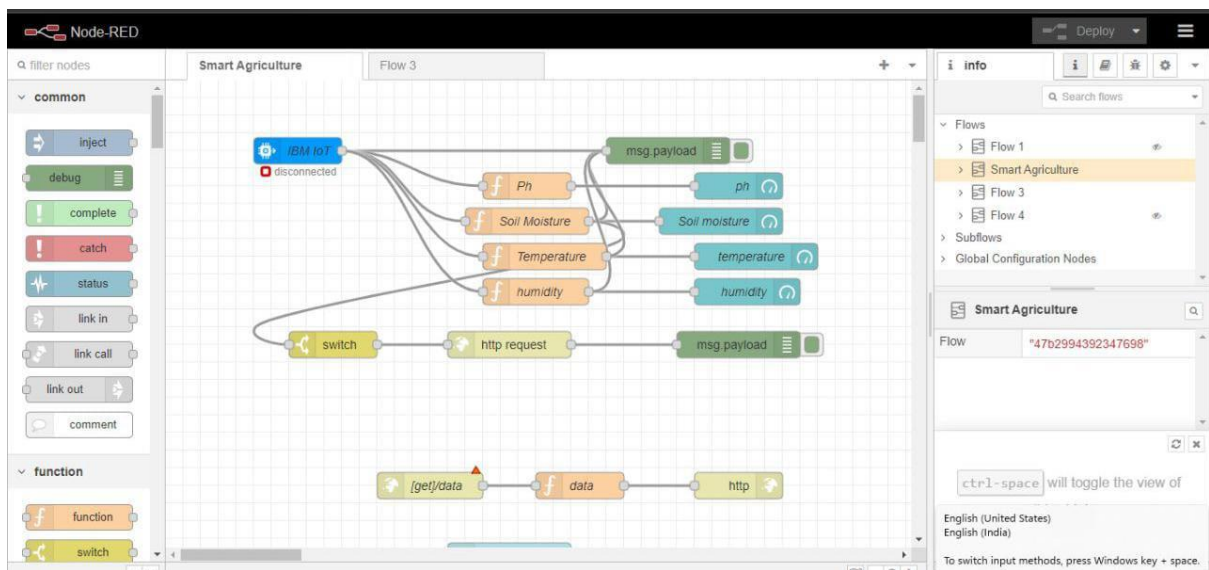 Node-RED
Deploy
filter nodes
Smart Agriculture
Flow 3
i info
i
Search flows
common
inject
debug
complete
catch
status
link in
link call
link out
comment
function
function
switch
IBM IoT
disconnected
msg.payload
Ph
ph
Soil Moisture
Soil moisture
Temperature
temperature
humidity
humidity
switch
http request
msg.payload
[get]/data
data
http
Flows
Flow 1
Smart Agriculture
Flow 3
Flow 4
Subflows
Global Configuration Nodes
Smart Agriculture
Flow "47b2994392347698"
ctrl-space will toggle the view of
English (United States)
English (India)
To switch input methods, press Windows key + space.